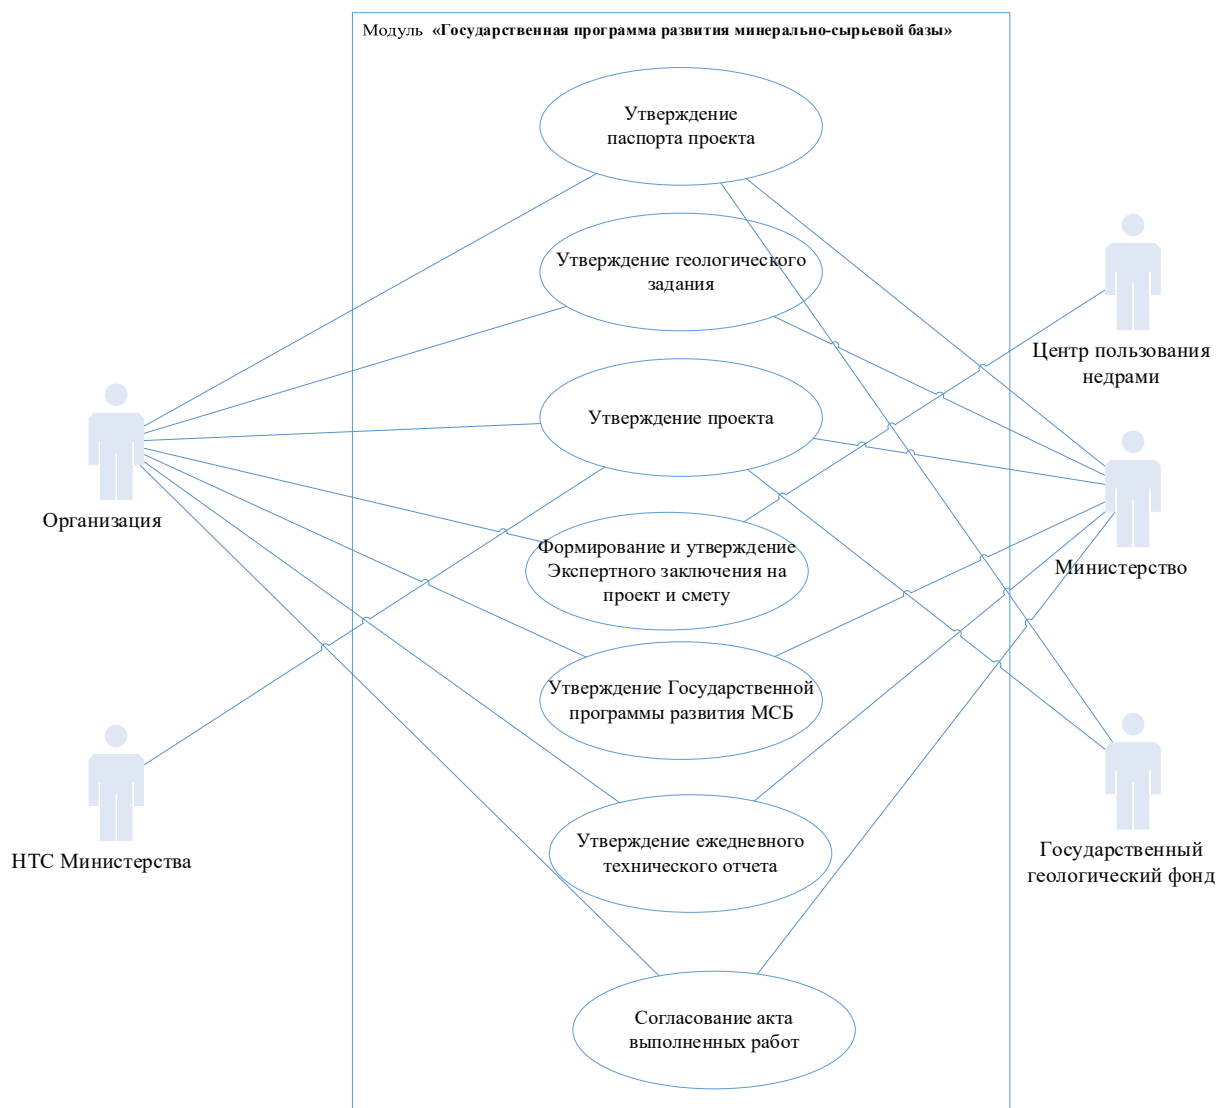 Модуль «Государственная программа развития минерально-сырьевой базы»
Утверждение
паспорта проекта
Утверждение геологического
задания
Центр пользования
недрами
Утверждение проекта
Организация
Формирование и утверждение
Экспертного заключения на
проект и смету
Министерство
Утверждение Государственной
программы развития МСБ
Утверждение ежедневного
технического отчета
НТС Министерства
Государственный
геологический фонд
Согласование акта
выполненных работ